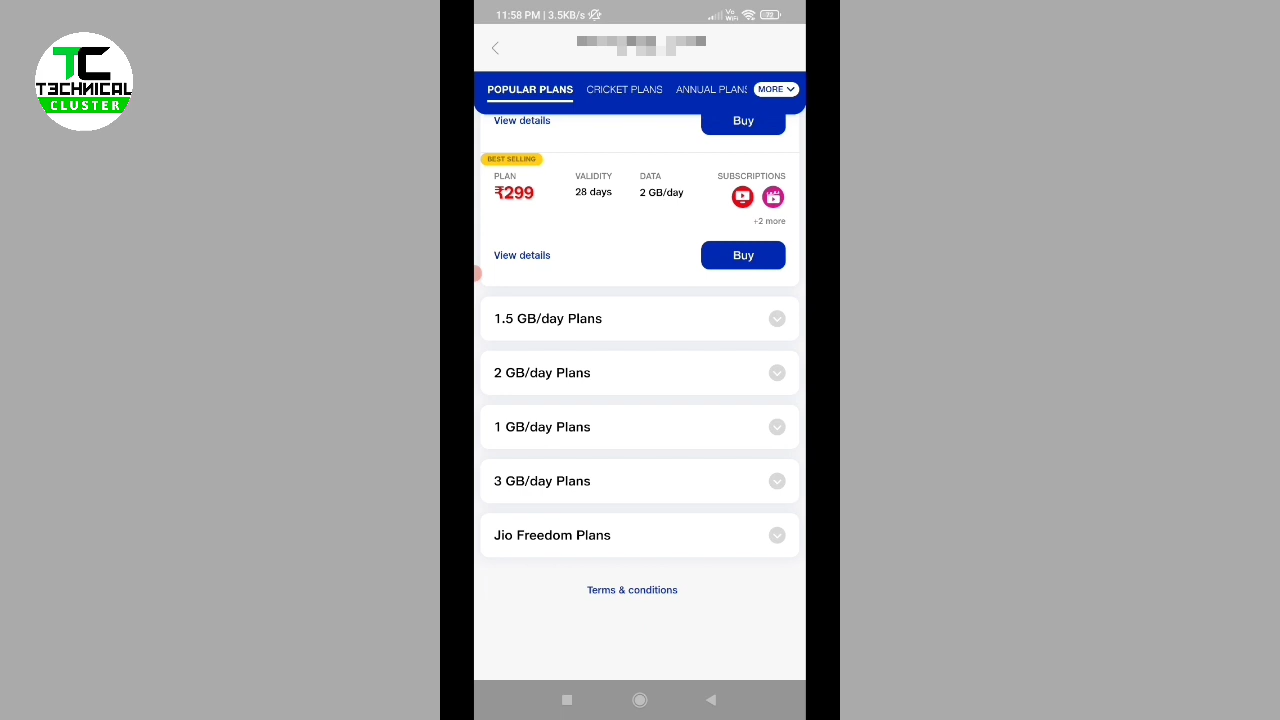 TC
TECHNICAL
CLUSTER
11:58 PM | 3.5KB/s
Vo
WiFi
POPULAR PLANS
CRICKET PLANS
ANNUAL PLANS
MORE
View details
Buy
BEST SELLING
PLAN
VALIDITY
DATA
SUBSCRIPTIONS
₹299
28 days
2 GB/day
+2 more
View details
Buy
1.5 GB/day Plans
2 GB/day Plans
1 GB/day Plans
3 GB/day Plans
Jio Freedom Plans
Terms & conditions